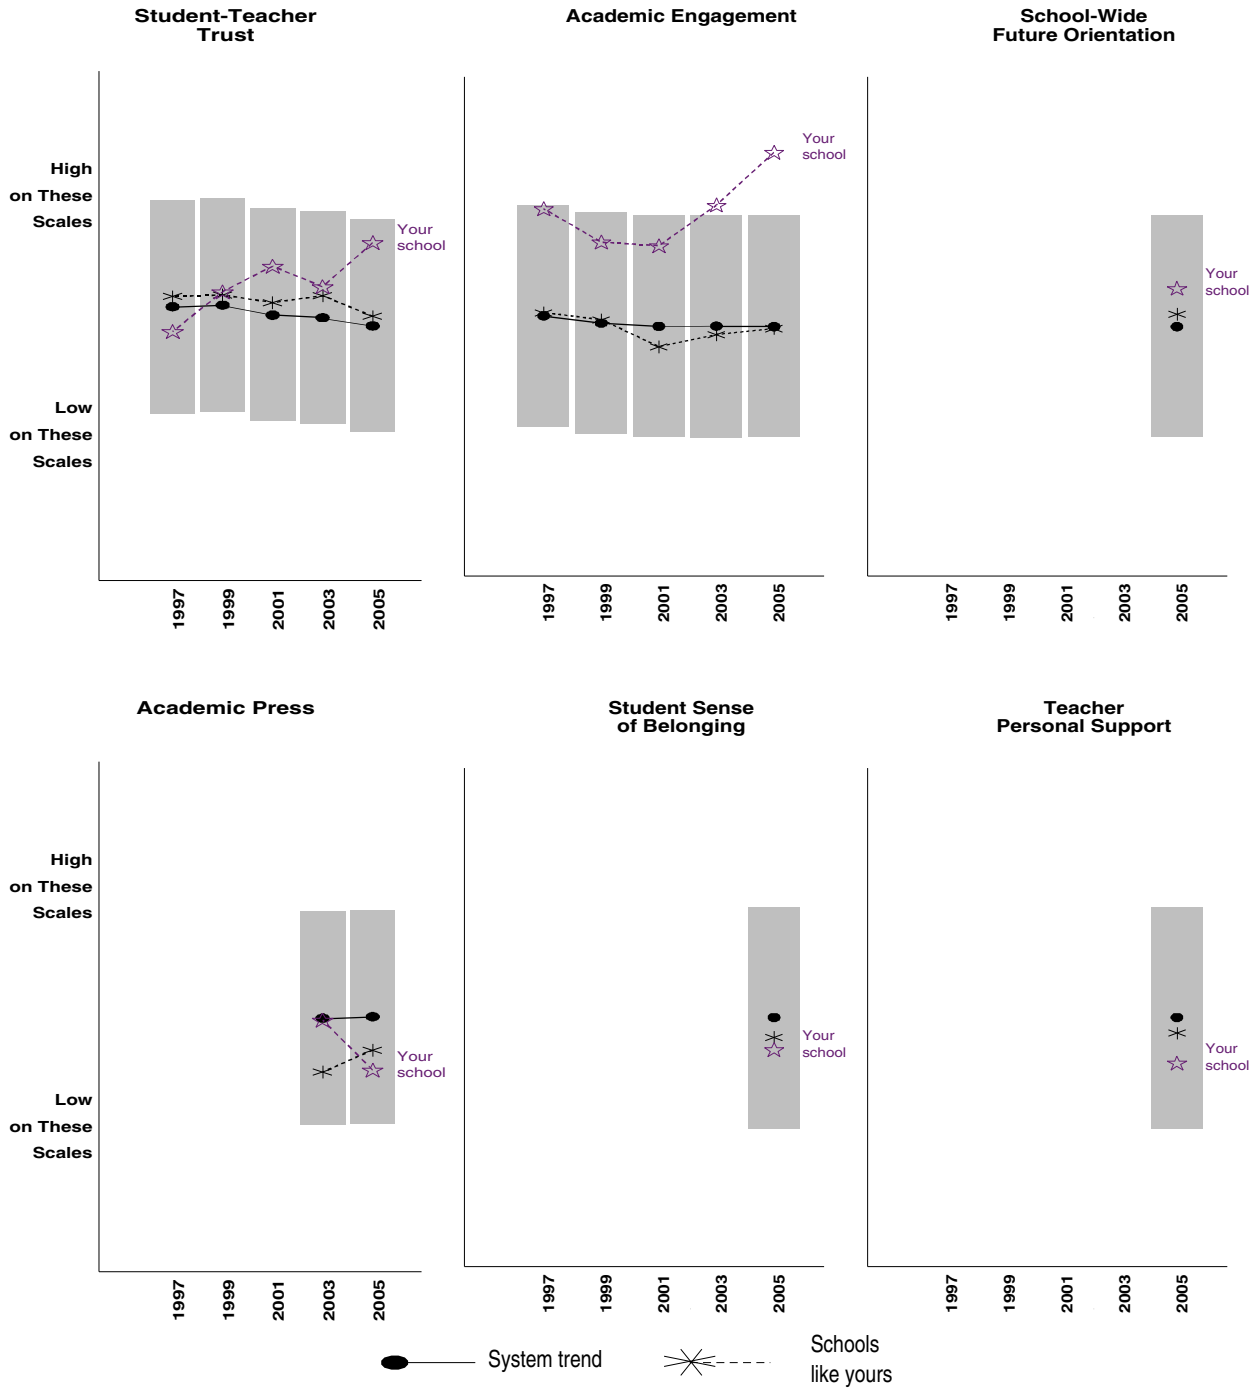 Student-Teacher
Trust
Academic Engagement
School-Wide
Future Orientation
High
on These
Scales
Low
on These
Scales
Your
school
Your
school
Your
school
1997
1999
2001
2003
2005
1997
1999
2001
2003
2005
1997
1999
2001
2003
2005
Academic Press
Student Sense
of Belonging
Teacher
Personal Support
High
on These
Scales
Low
on These
Scales
Your
school
Your
school
Your
school
1997
1999
2001
2003
2005
1997
1999
2001
2003
2005
1997
1999
2001
2003
2005
System trend
Schools
like yours